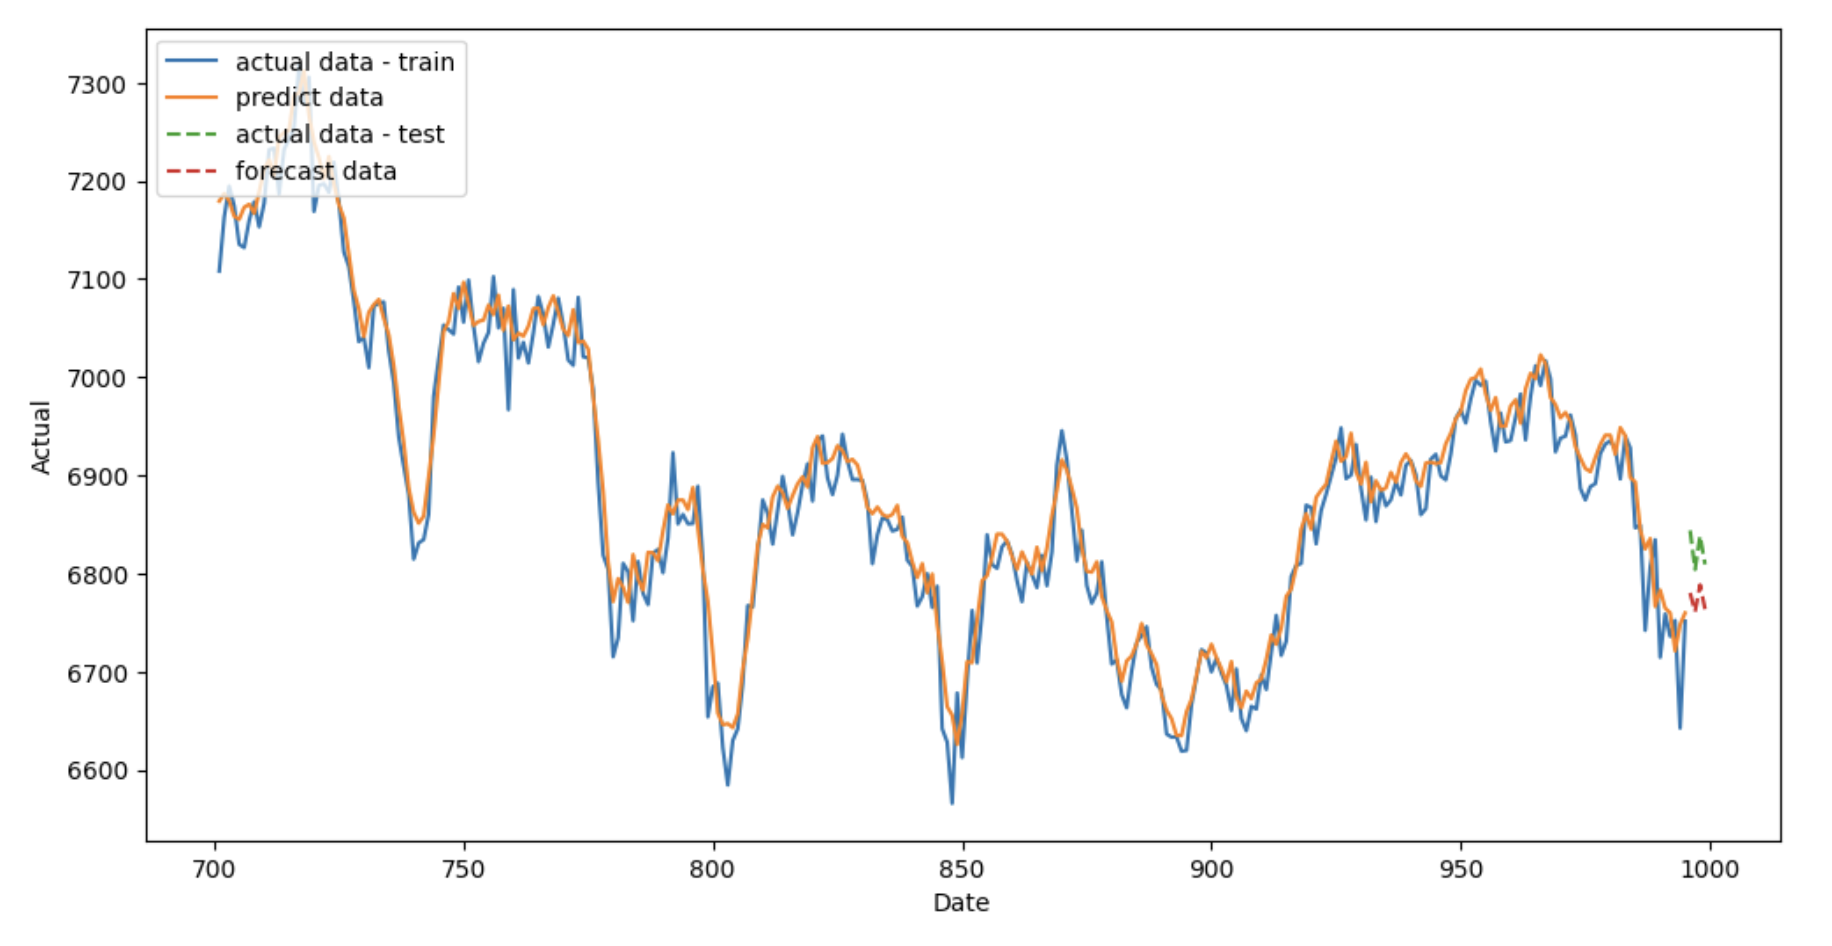 actual data - train
predict data
actual data - test
forecast data
7300
7200
7100
7000
6900
6800
6700
6600
Actual
700 750 800 850 900 950 1000
Date